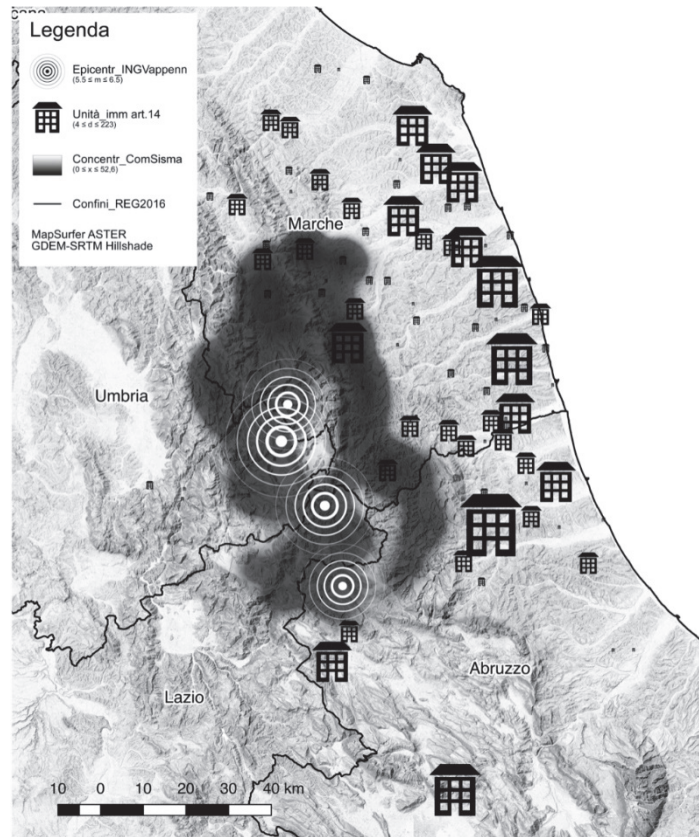 Legenda
Epicentr_INGVappenn
(5.5 ≤ m ≤ 6.5)
Unità_imm art.14
(4 ≤ d ≤ 223)
Concentr_ComSisma
(0 ≤ x ≤ 52,6)
Confini_REG2016
MapSurfer ASTER
GDEM-SRTM Hillshade
Marche
Umbria
Abruzzo
Lazio
10 0 10 20 30 40 km